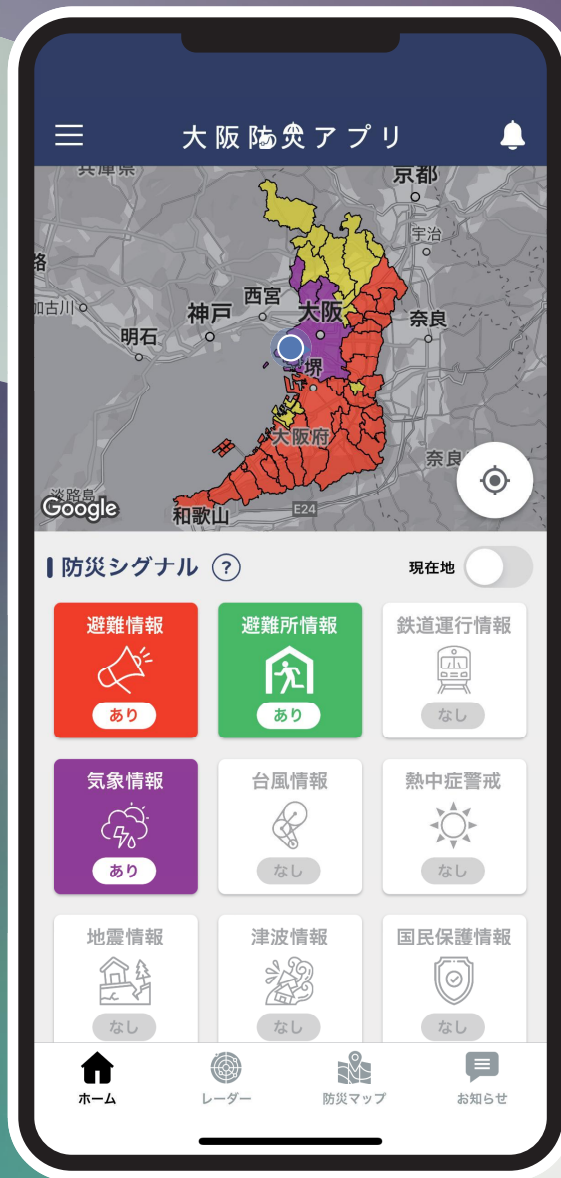 大阪防災アプリ
兵庫県
京都
宇治
加古川
西宮
神戸
大阪
奈良
明石
堺
大阪府
奈良
淡路島
Google
和歌山
E24
防災シグナル ?
現在地
避難情報
あり
避難所情報
あり
鉄道運行情報
なし
気象情報
あり
台風情報
なし
熱中症警戒
なし
地震情報
なし
津波情報
なし
国民保護情報
なし
ホーム
レーダー
防災マップ
お知らせ